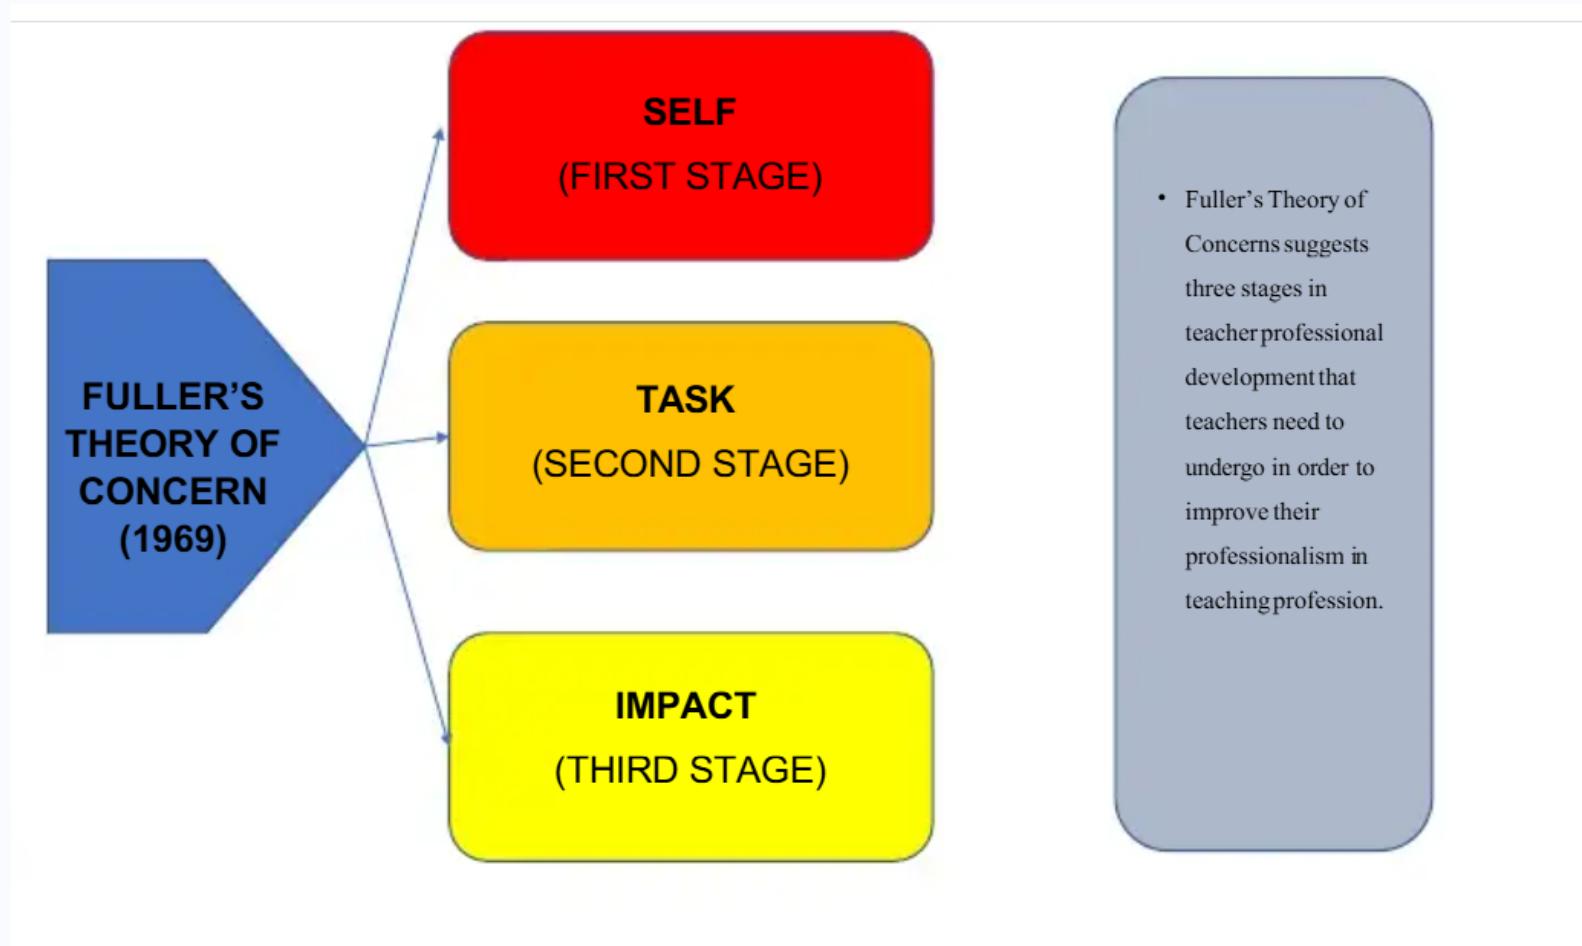 FULLER’S
THEORY OF
CONCERN
(1969)
SELF
(FIRST STAGE)
TASK
(SECOND STAGE)
IMPACT
(THIRD STAGE)
• Fuller’s Theory of
Concerns suggests
three stages in
teacher professional
development that
teachers need to
undergo in order to
improve their
professionalism in
teaching profession.